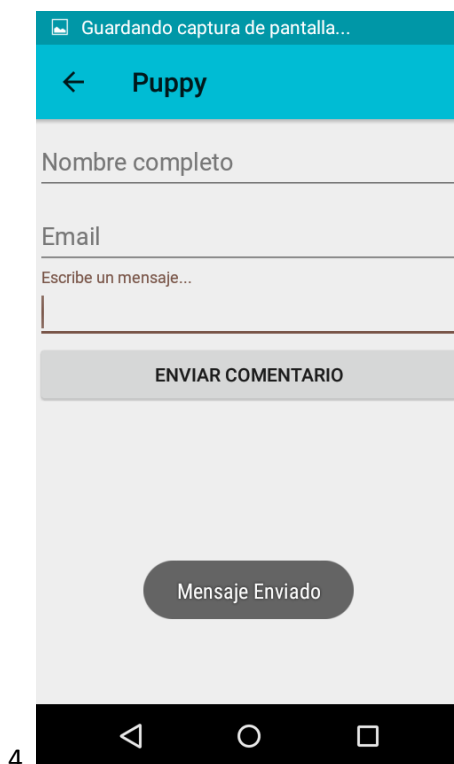 Guardando captura de pantalla...
Puppy
Nombre completo
Email
Escribe un mensaje...
ENVIAR COMENTARIO
Mensaje Enviado
4